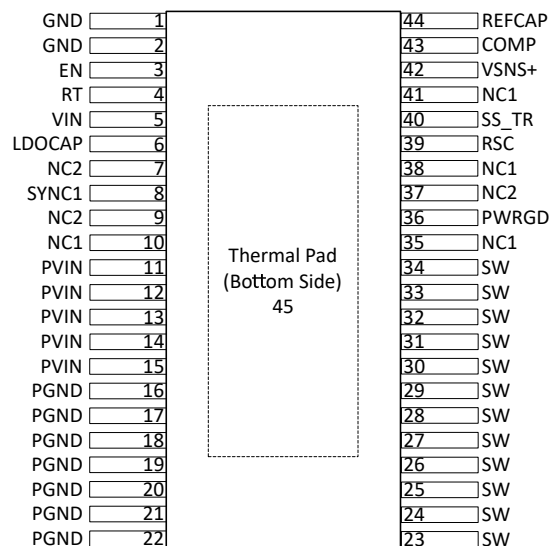 GND 1 44 REFCAP
GND 2 43 COMP
EN 3 42 VSNS+
RT 4 41 NC1
VIN 5 40 SS_TR
LDOCAP 6 39 RSC
NC2 7 38 NC1
SYNC1 8 37 NC2
NC2 9 36 PWRGD
NC1 10 35 NC1
PVIN 11 34 SW
PVIN 12 33 SW
PVIN 13 32 SW
PVIN 14 31 SW
PVIN 15 30 SW
PGND 16 29 SW
PGND 17 28 SW
PGND 18 27 SW
PGND 19 26 SW
PGND 20 25 SW
PGND 21 24 SW
PGND 22 23 SW
Thermal Pad
(Bottom Side)
45